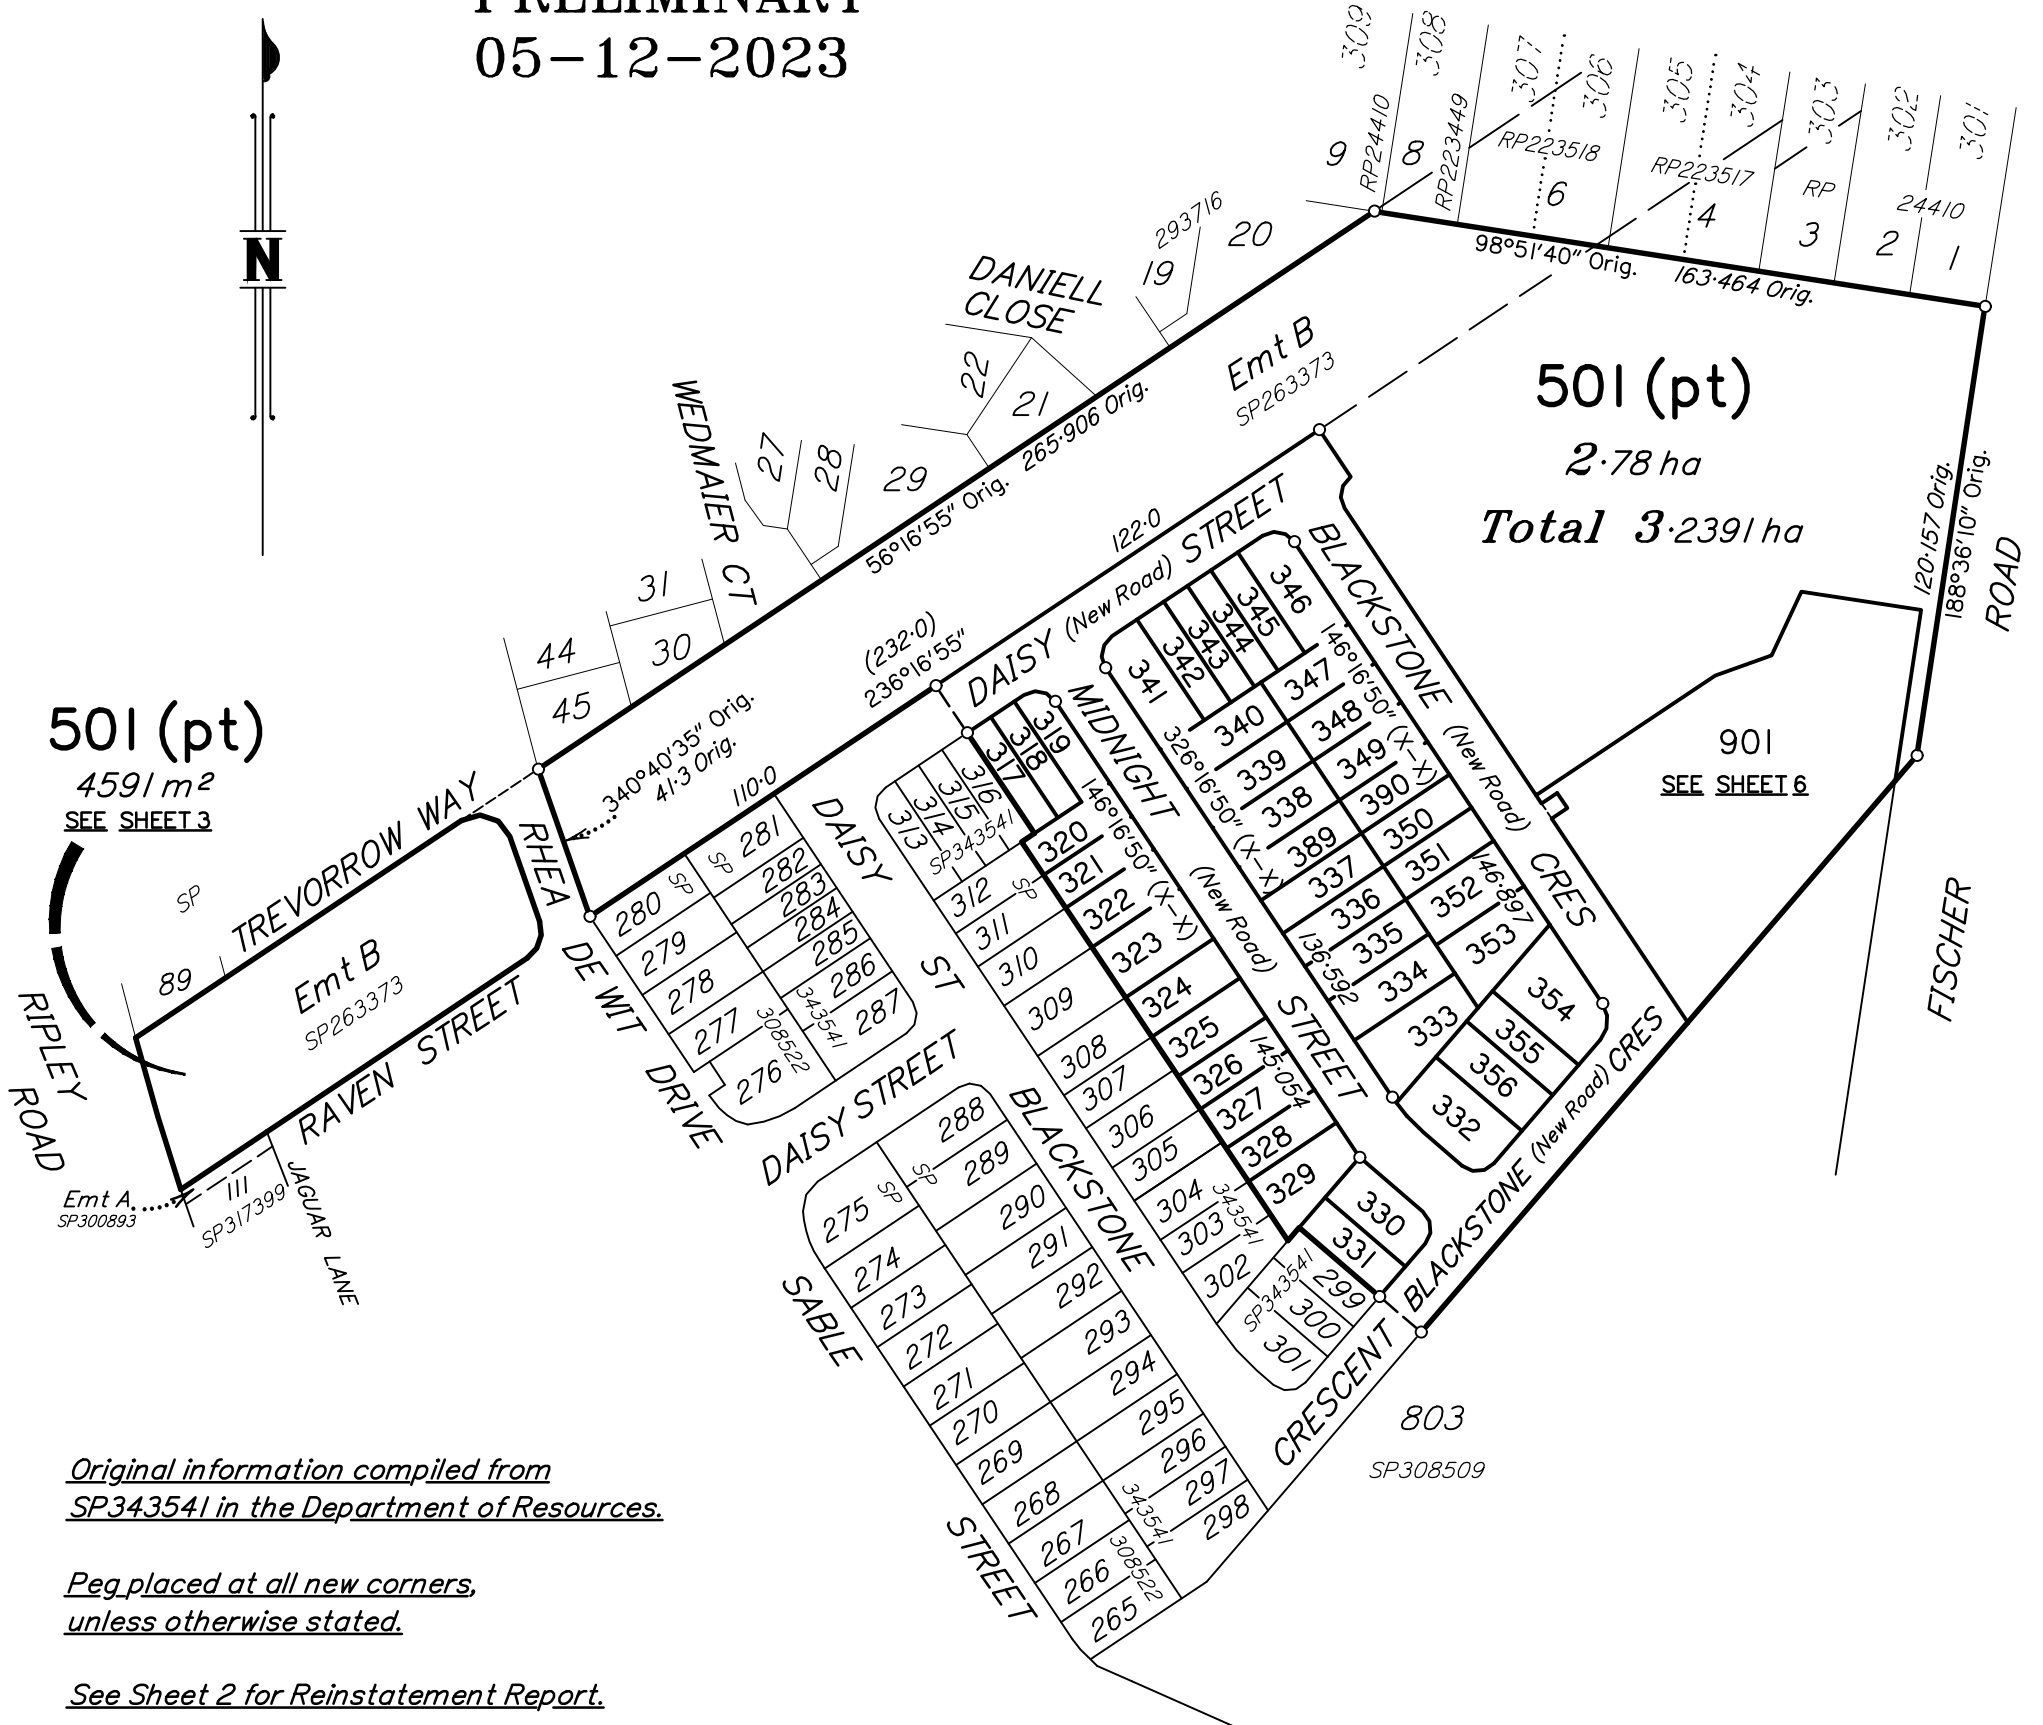 PRELIMINARY
05-12-2023
N
309
308
307
306
305
304
303
302
301
RP24410
RP223449
RP223518
RP223517
RP
24410
9
8
6
4
3
2
1
98°51'40" Orig.
163·464 Orig.
293716
20
19
DANIELL
CLOSE
22
21
Emt B
SP263373
265·906 Orig.
56°16'55" Orig.
WEDMAIER CT
27
28
29
31
30
44
45
501 (pt)
2·78 ha
Total 3·2391 ha
120·157 Orig.
188°36'10" Orig.
FISCHER
ROAD
901
SEE SHEET 6
501 (pt)
4591 m²
SEE SHEET 3
SP
TREVORROW WAY
89
Emt B
SP263373
RIPLEY
ROAD
RAVEN STREET
Emt A
SP300893
111
SP317399
JAGUAR LANE
RHEA
DE WIT DRIVE
340°40'35" Orig.
41·3 Orig.
110·0
(232·0)
236°16'55"
122·0
DAISY (New Road) STREET
BLACKSTONE (New Road) CRES
MIDNIGHT (New Road) STREET
BLACKSTONE (New Road) CRES
346
345
344
343
342
341
146°16'50" (X-X)
347
348
349
390
350
351
352
353
146·897
340
339
338
389
337
336
335
334
333
326°16'50" (X-X)
136·592
354
355
356
332
319
318
317
320
321
322
323
324
325
326
327
328
329
146°16'50" (X-X)
145·054
330
331
281
282
283
284
285
286
287
SP
343541
280
279
278
277
276
SP
308522
DAISY
ST
316
315
314
313
SP343541
312
311
310
309
308
307
306
305
304
303
302
SP
343541
SP343541
299
300
301
DAISY STREET
BLACKSTONE
CRESCENT
288
289
290
291
292
293
294
295
296
297
298
SP
343541
275
274
273
272
271
270
269
268
267
266
265
SP
308522
SABLE
STREET
803
SP308509
Original information compiled from
SP343541 in the Department of Resources.
Peg placed at all new corners,
unless otherwise stated.
See Sheet 2 for Reinstatement Report.